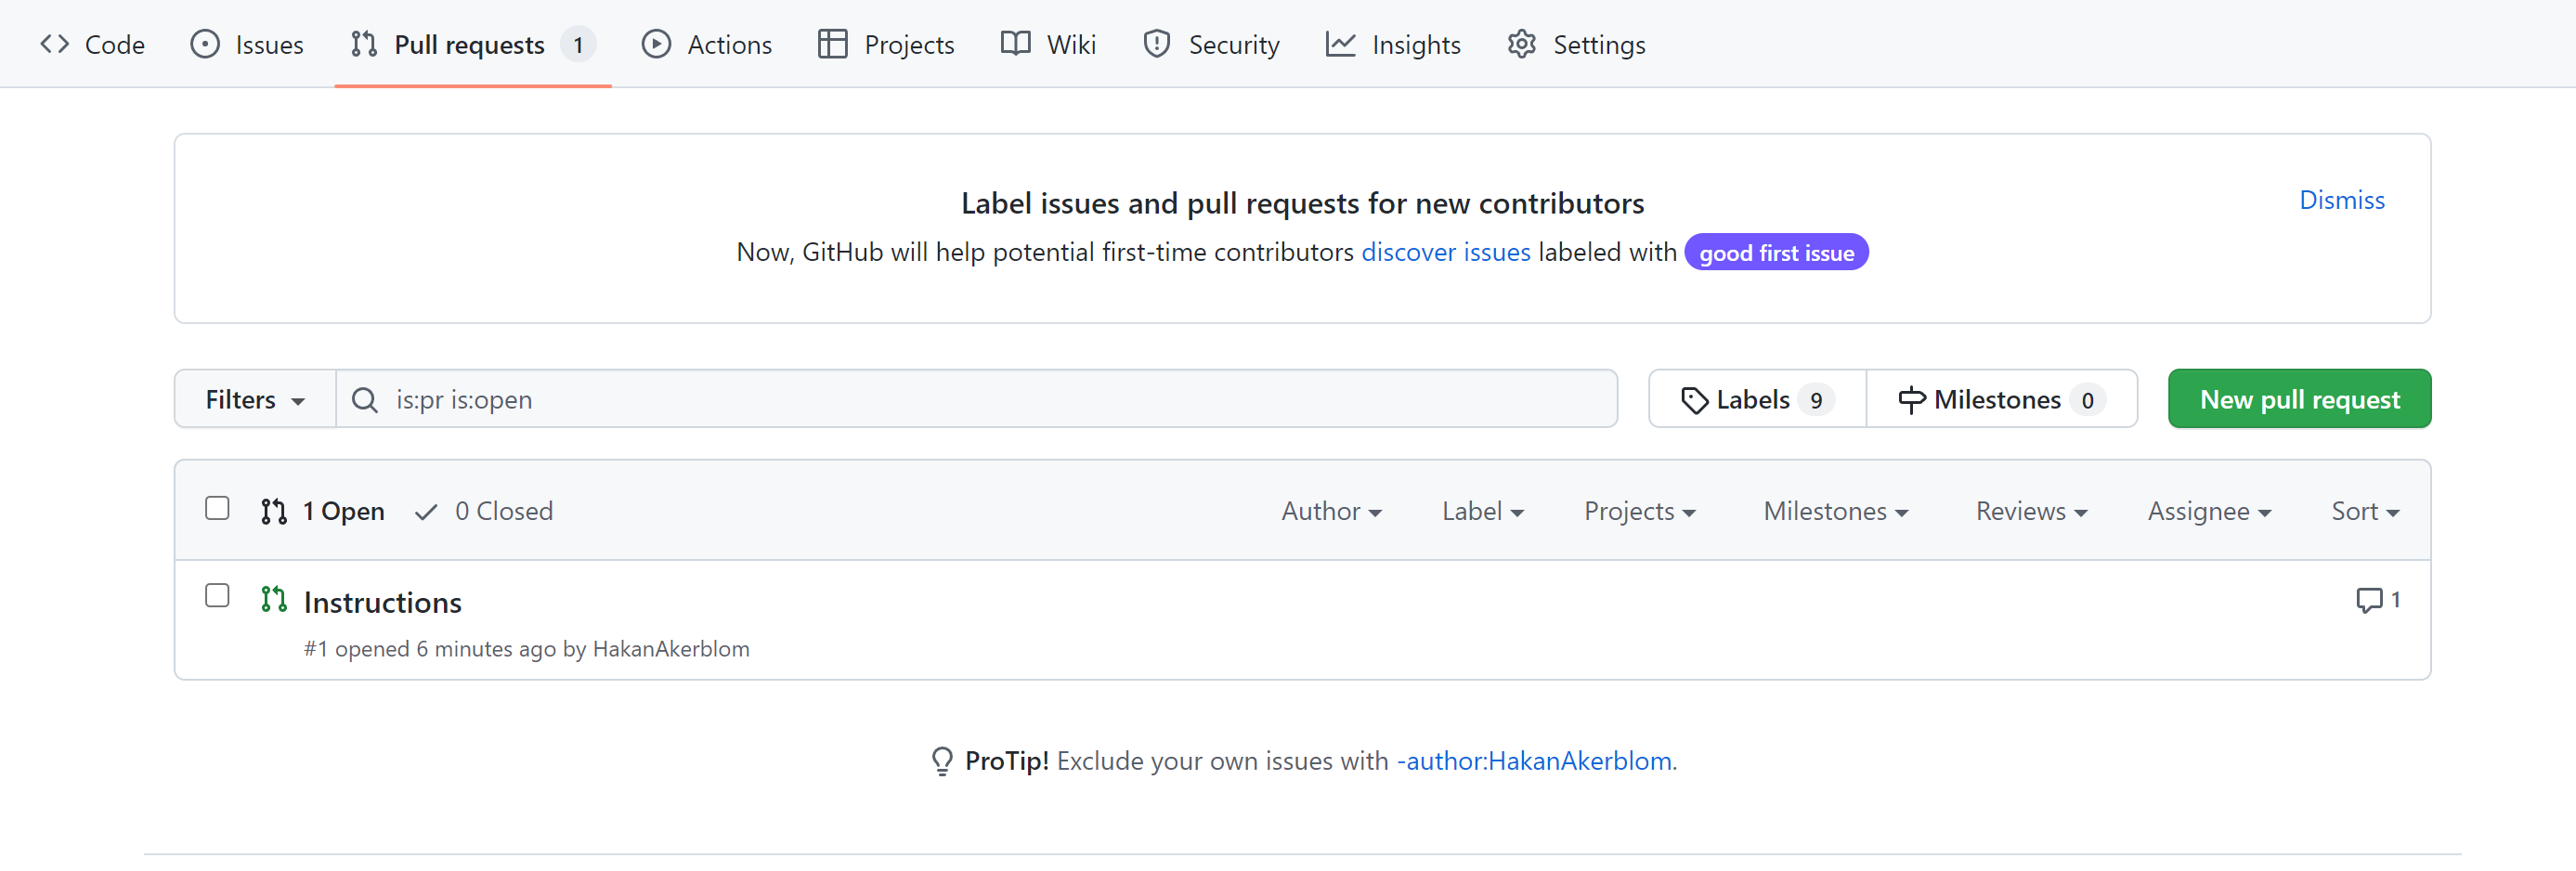 Code Issues Pull requests 1 Actions Projects Wiki Security Insights Settings
Label issues and pull requests for new contributors
Dismiss
Now, GitHub will help potential first-time contributors discover issues labeled with good first issue
Filters is:pr is:open Labels 9 Milestones 0 New pull request
1 Open 0 Closed Author Label Projects Milestones Reviews Assignee Sort
Instructions 1
#1 opened 6 minutes ago by HakanAkerblom
ProTip! Exclude your own issues with -author:HakanAkerblom.